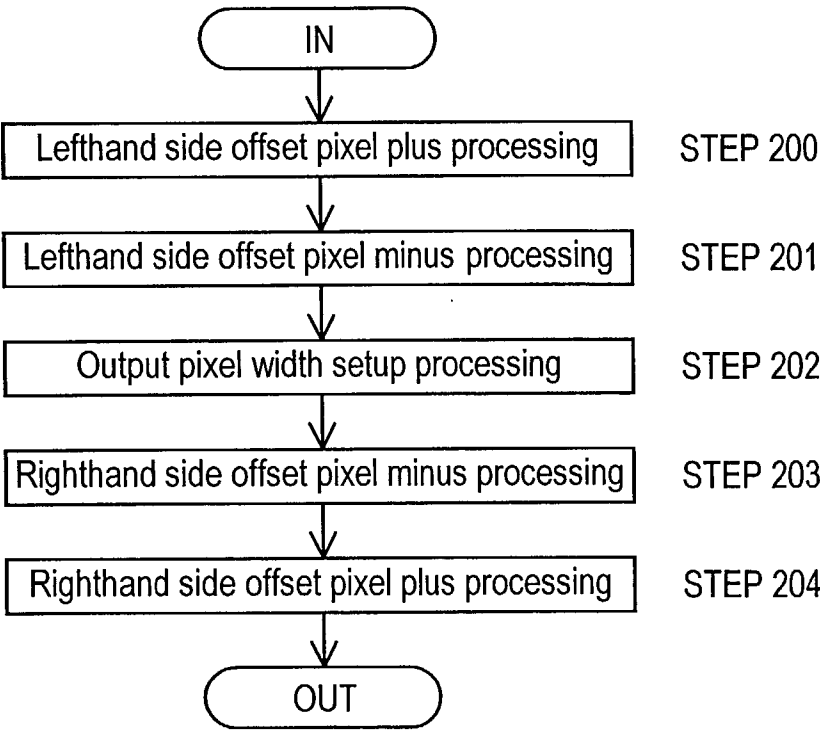 IN
Lefthand side offset pixel plus processing STEP 200
Lefthand side offset pixel minus processing STEP 201
Output pixel width setup processing STEP 202
Righthand side offset pixel minus processing STEP 203
Righthand side offset pixel plus processing STEP 204
OUT